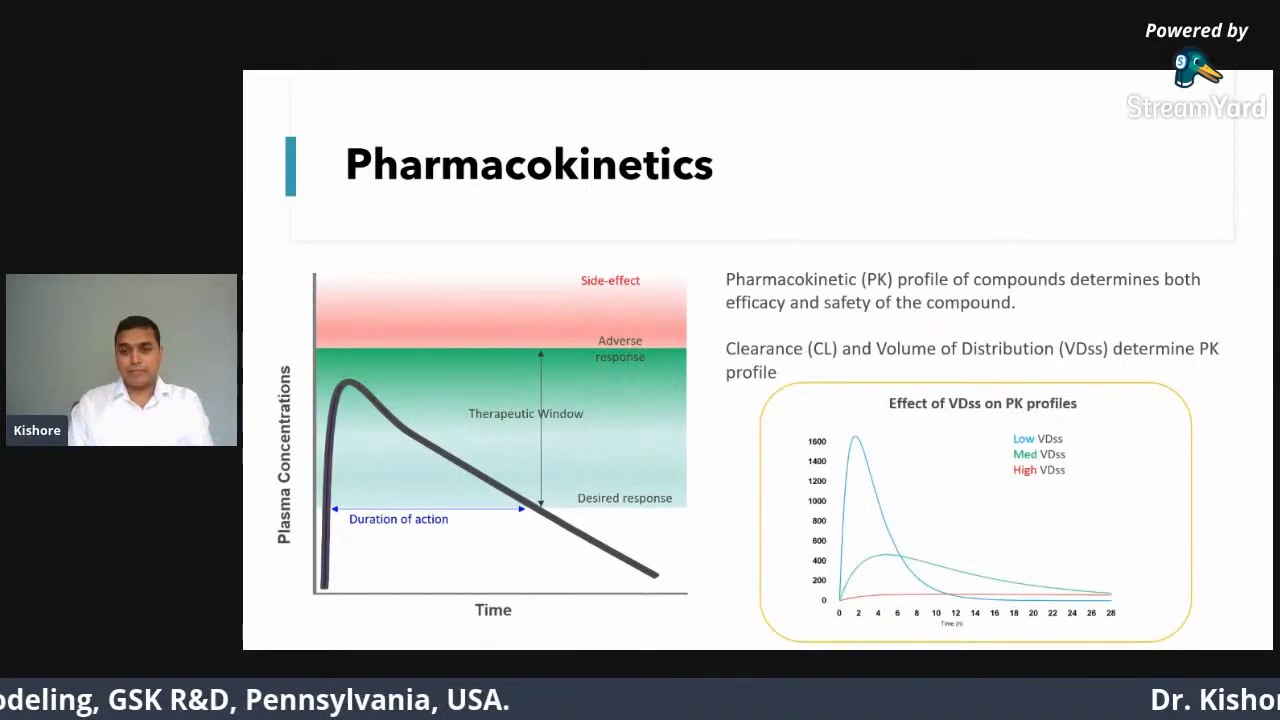 Powered by
StreamYard
Pharmacokinetics
Side-effect
Adverse
response
Therapeutic Window
Desired response
Duration of action
Plasma Concentrations
Time
Pharmacokinetic (PK) profile of compounds determines both
efficacy and safety of the compound.
Clearance (CL) and Volume of Distribution (VDss) determine PK
profile
Effect of VDss on PK profiles
Low VDss
Med VDss
High VDss
1600
1400
1200
1000
800
600
400
200
0
0 2 4 6 8 10 12 14 16 18 20 22 24 26 28
Time (h)
Kishore
odeling, GSK R&D, Pennsylvania, USA.
Dr. Kishor